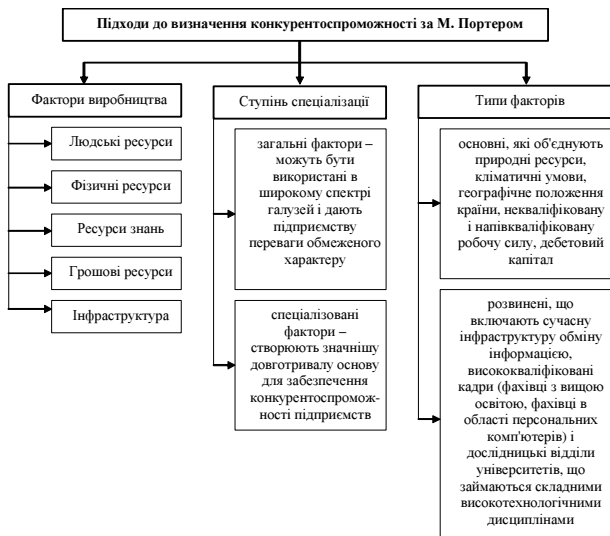 Підходи до визначення конкурентоспроможності за М. Портером
Фактори виробництва
Людські ресурси
Фізичні ресурси
Ресурси знань
Грошові ресурси
Інфраструктура
Ступінь спеціалізації
загальні фактори –
можуть бути
використані в
широкому спектрі
галузей і дають
підприємству
переваги обмеженого
характеру
спеціалізовані
фактори –
створюють значнішу
довготривалу основу
для забезпечення
конкурентоспромож-
ності підприємств
Типи факторів
основні, які об'єднують
природні ресурси,
кліматичні умови,
географічне положення
країни, некваліфіковану
і напівкваліфіковану
робочу силу, дебетовий
капітал
розвинені, що
включають сучасну
інфраструктуру обміну
інформацією,
висококваліфіковані
кадри (фахівці з вищою
освітою, фахівці в
області персональних
комп'ютерів) і
дослідницькі відділи
університетів, що
займаються складними
високотехнологічними
дисциплінами